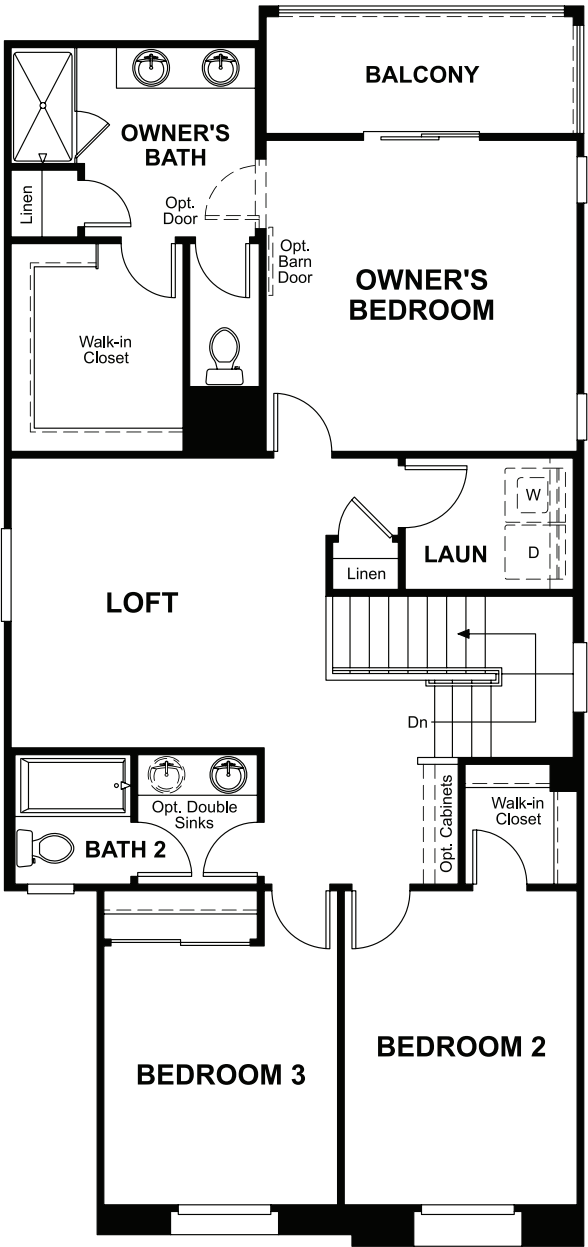 BALCONY
OWNER'S
BATH
Linen
Opt.
Door
Opt.
Barn
Door
OWNER'S
BEDROOM
Walk-in
Closet
W
LAUN
D
Linen
LOFT
Dn
Opt. Double
Sinks
Opt. Cabinets
Walk-in
Closet
BATH 2
BEDROOM 2
BEDROOM 3